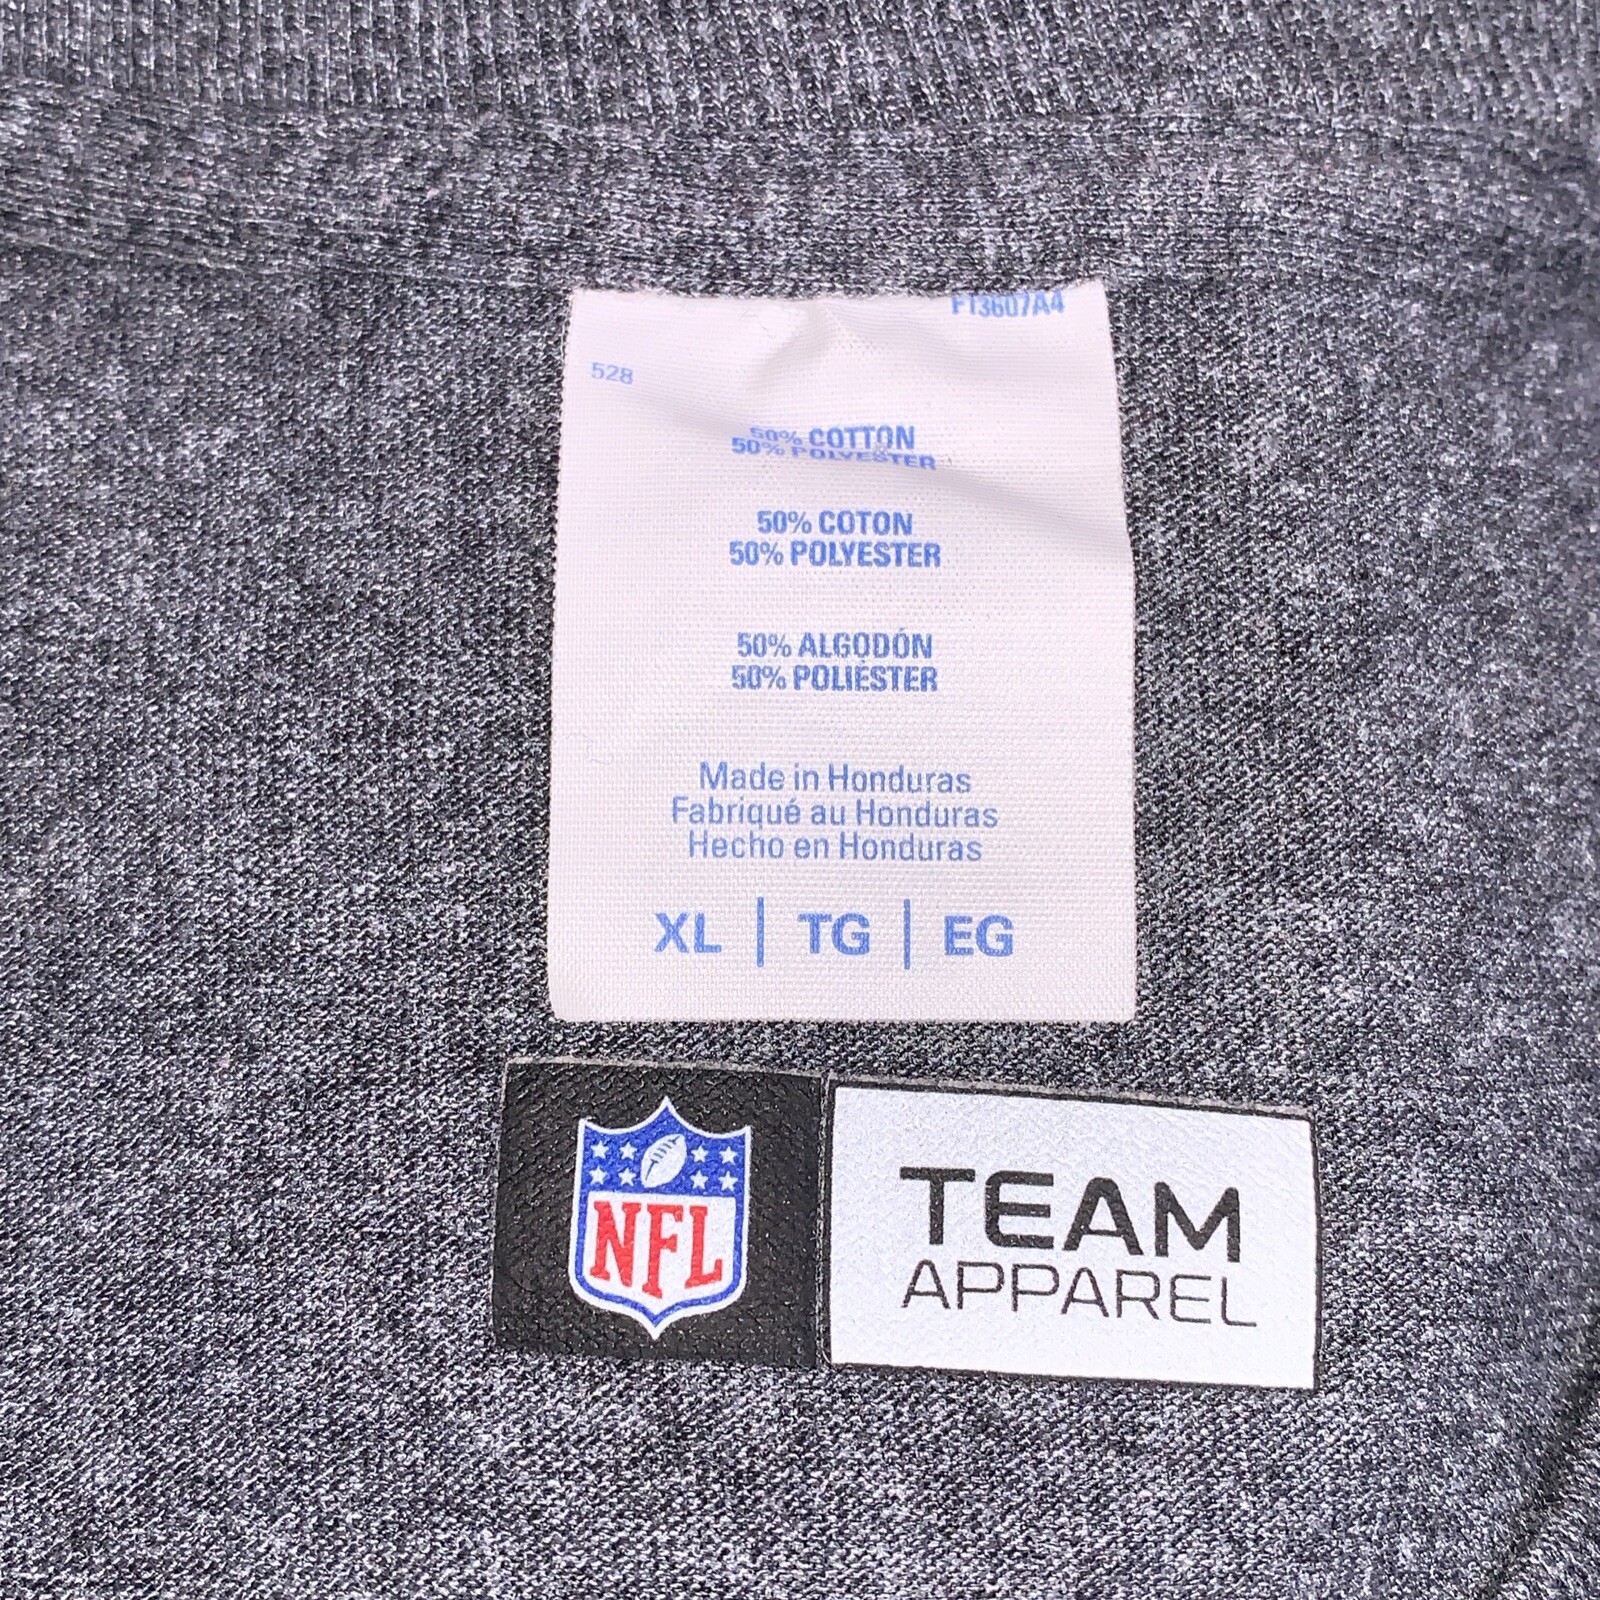 FT3607A4
528
50% COTTON
50% POLYESTER
50% COTON
50% POLYESTER
50% ALGODÓN
50% POLIÉSTER
Made in Honduras
Fabriqué au Honduras
Hecho en Honduras
XL | TG | EG
NFL
TEAM
APPAREL